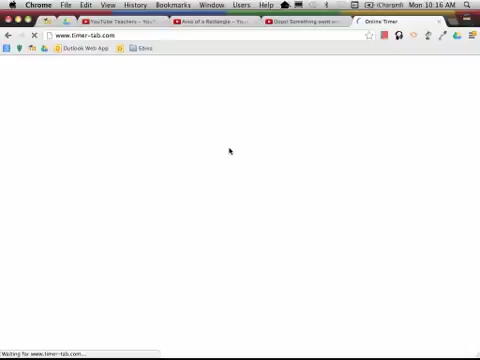 Chrome File Edit View History Bookmarks Window Users Help Mon 10:16 AM
YouTube Teachers – You Area of a Rectangle – You Oops! Something went w Online Timer
www.timer-tab.com
Outlook Web App
Waiting for www.timer-tab.com...